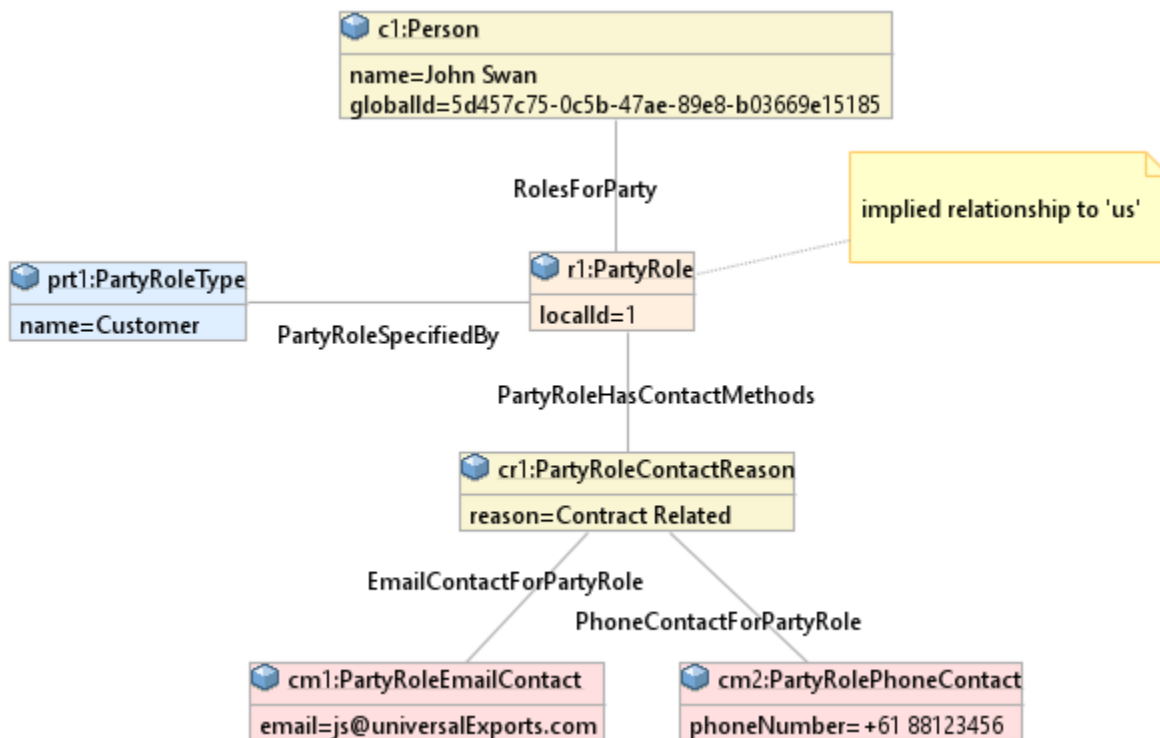 c1:Person
name=John Swan
globalId=5d457c75-0c5b-47ae-89e8-b03669e15185
RolesForParty
implied relationship to 'us'
prt1:PartyRoleType
name=Customer
r1:PartyRole
localId=1
PartyRoleSpecifiedBy
PartyRoleHasContactMethods
cr1:PartyRoleContactReason
reason=Contract Related
EmailContactForPartyRole
PhoneContactForPartyRole
cm1:PartyRoleEmailContact
email=js@universalExports.com
cm2:PartyRolePhoneContact
phoneNumber=+61 88123456